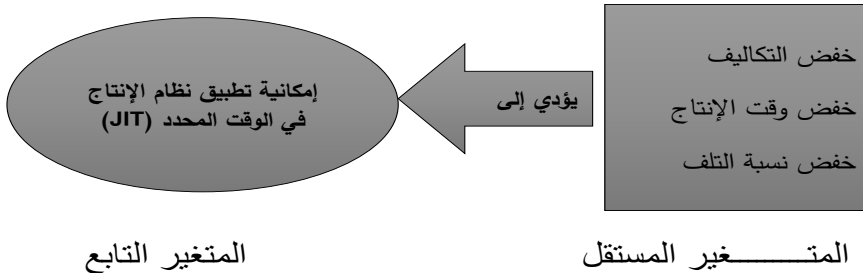 خفض التكاليف
خفض وقت الإنتاج
خفض نسبة التلف
يؤدي إلى
إمكانية تطبيق نظام الإنتاج
في الوقت المحدد (JIT)
المتـــــــــغير المستقل
المتغير التابع